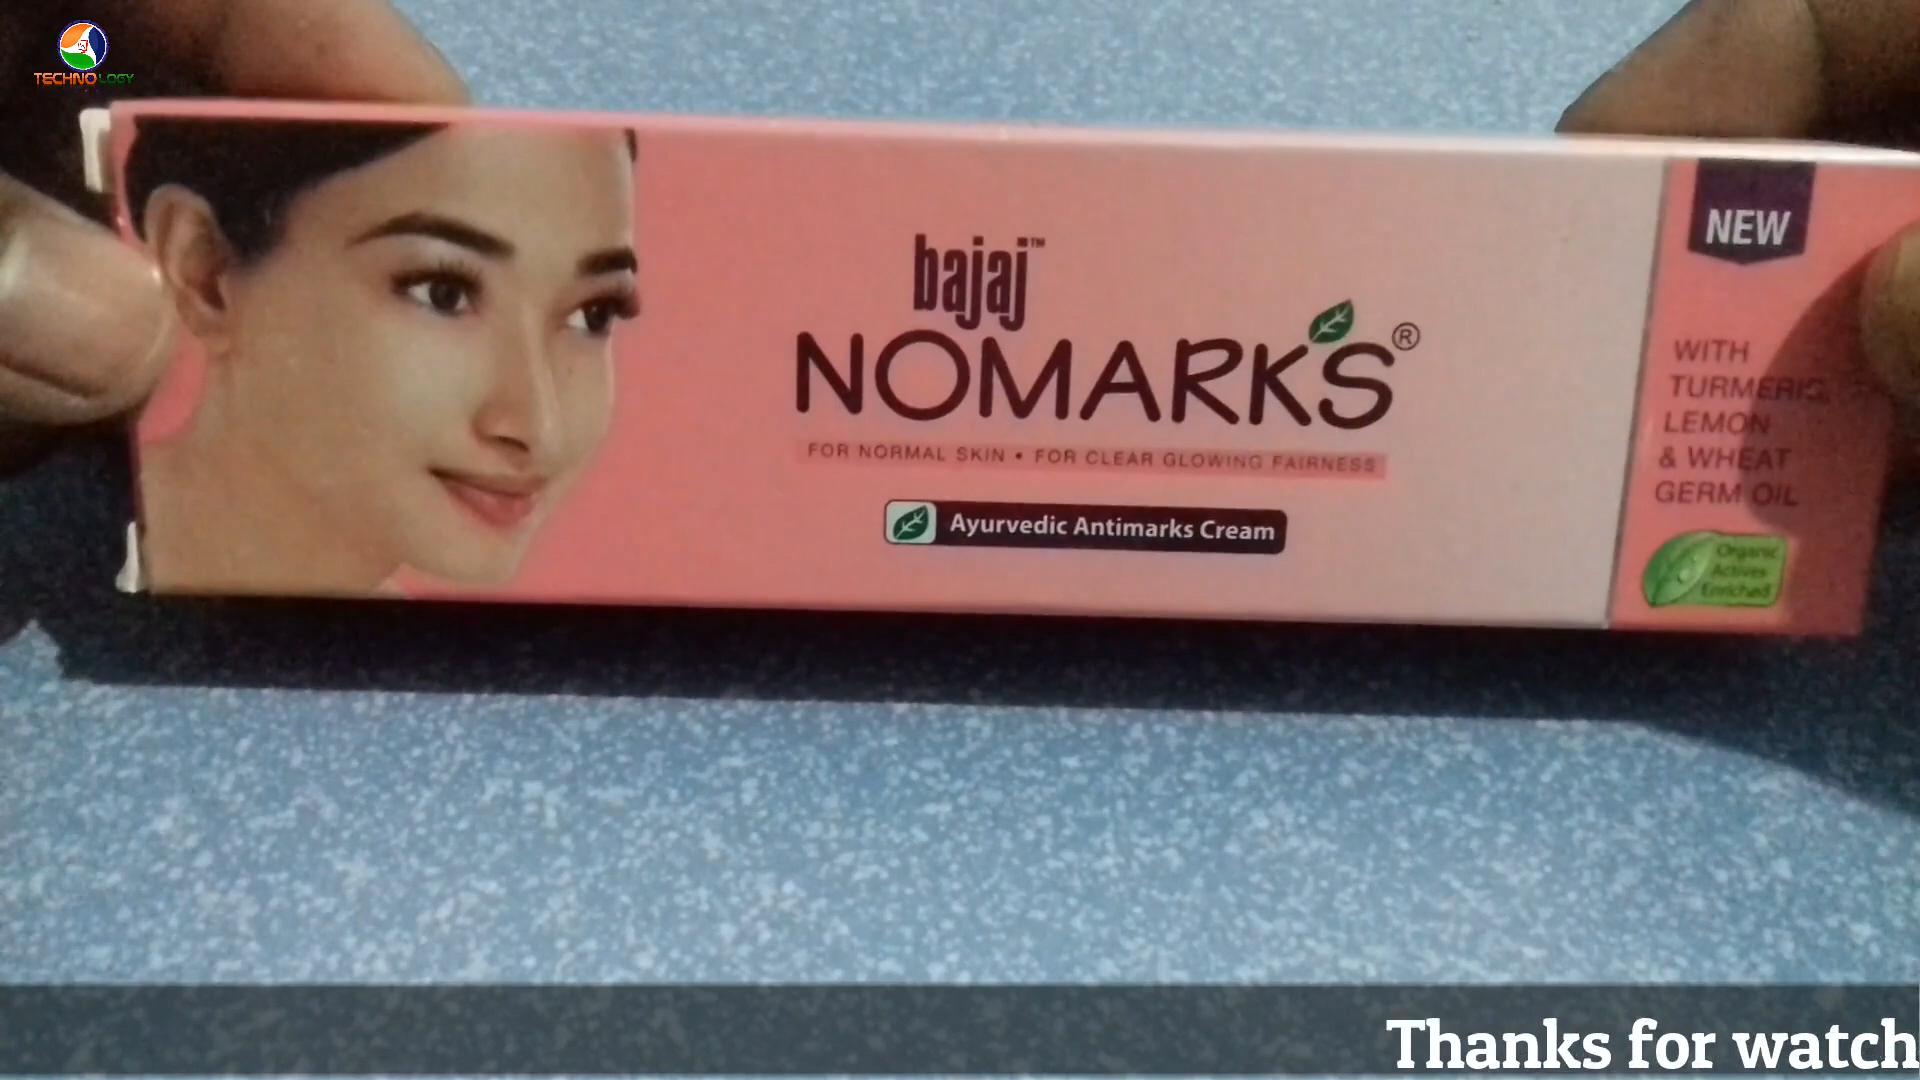 TECHNOLOGY
bajaj™
NOMARKS®
FOR NORMAL SKIN • FOR CLEAR GLOWING FAIRNESS
Ayurvedic Antimarks Cream
NEW
WITH
TURMERIC,
LEMON
& WHEAT
GERM OIL
Organic
Actives
Enriched
Thanks for watch